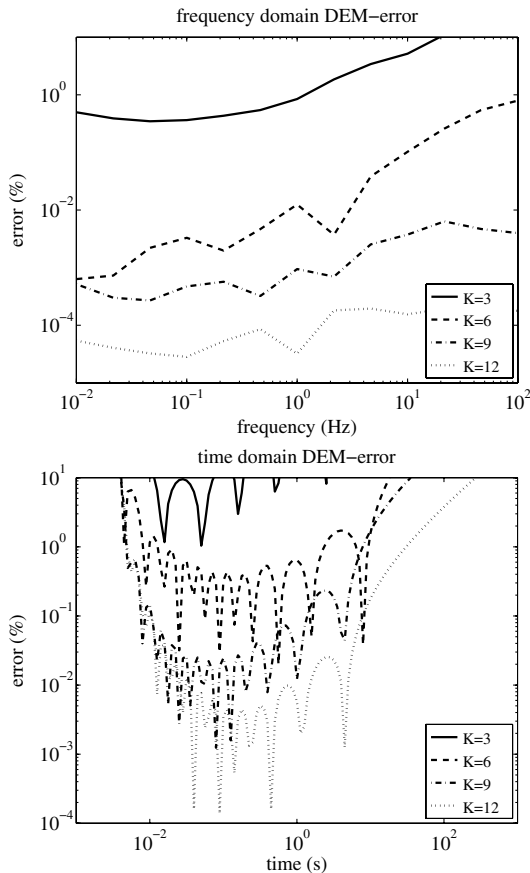 frequency domain DEM−error
10^0
10^−2
10^−4
error (%)
K=3
K=6
K=9
K=12
10^−2
10^−1
10^0
10^1
10^2
frequency (Hz)
time domain DEM−error
10^1
10^0
10^−1
10^−2
10^−3
10^−4
error (%)
K=3
K=6
K=9
K=12
10^−2
10^0
10^2
time (s)